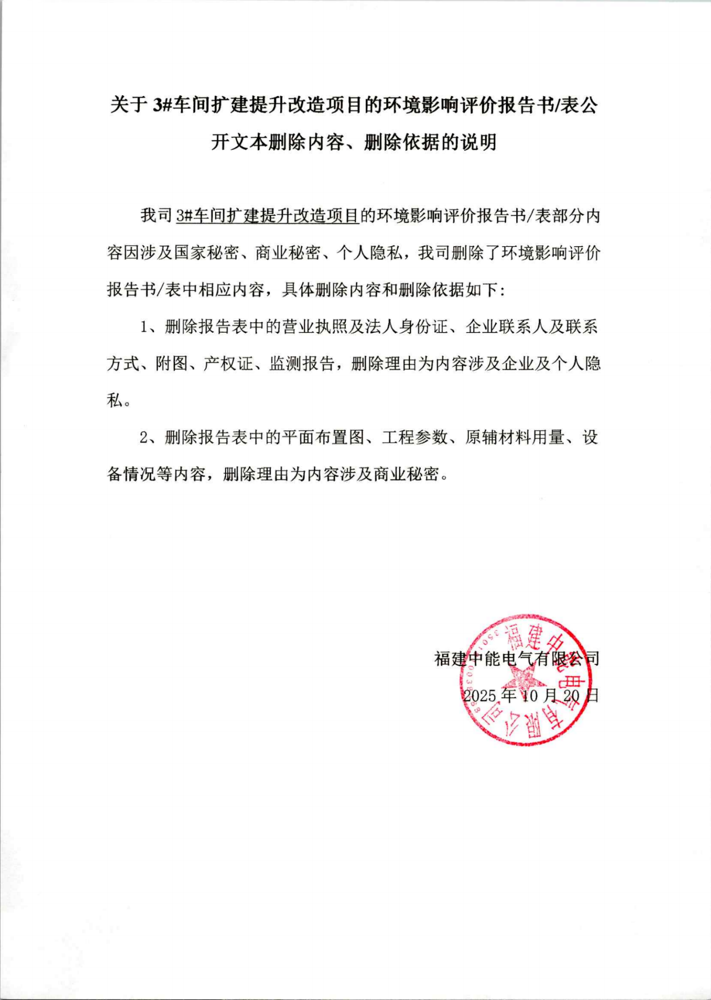 关于 3#车间扩建提升改造项目的环境影响评价报告书/表公
开文本删除内容、删除依据的说明
我司 3#车间扩建提升改造项目的环境影响评价报告书/表部分内
容因涉及国家秘密、商业秘密、个人隐私，我司删除了环境影响评价
报告书/表中相应内容，具体删除内容和删除依据如下：
1、删除报告表中的营业执照及法人身份证、企业联系人及联系
方式、附图、产权证、监测报告，删除理由为内容涉及企业及个人隐
私。
2、删除报告表中的平面布置图、工程参数、原辅材料用量、设
备情况等内容，删除理由为内容涉及商业秘密。
福建中能电气有限公司
2025 年 10 月 20 日
福建中能电气有限公司